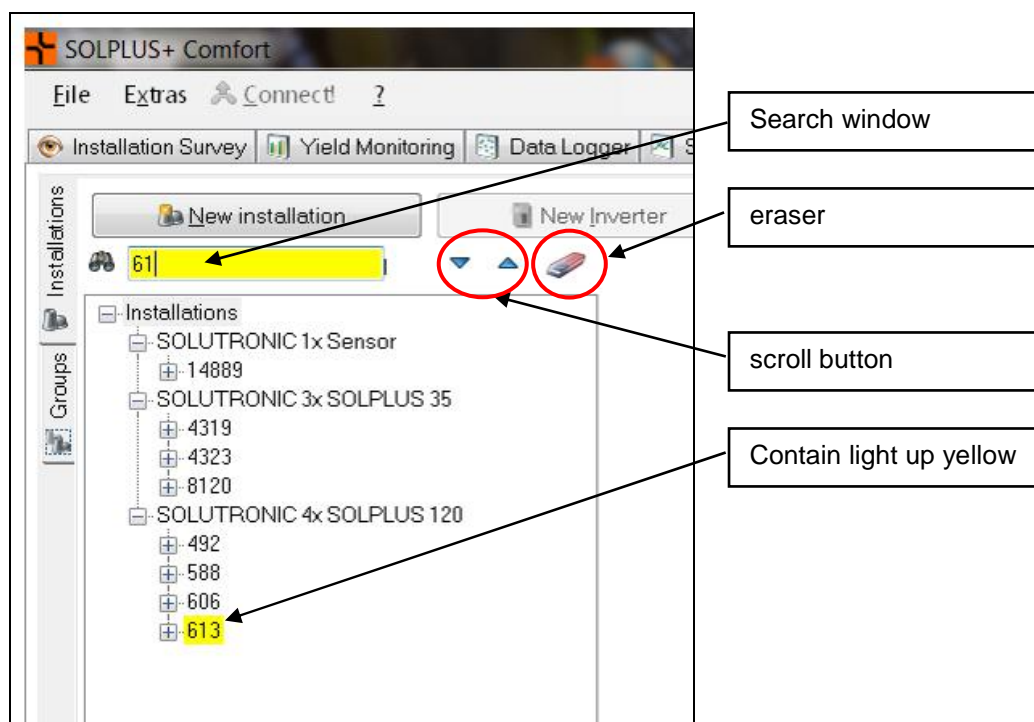 SOLPLUS+ Comfort
File Extras Connect! ?
Installation Survey Yield Monitoring Data Logger S
Installations
Groups
New installation New Inverter
61
Installations
SOLUTRONIC 1x Sensor
14889
SOLUTRONIC 3x SOLPLUS 35
4319
4323
8120
SOLUTRONIC 4x SOLPLUS 120
492
588
606
613
Search window
eraser
scroll button
Contain light up yellow